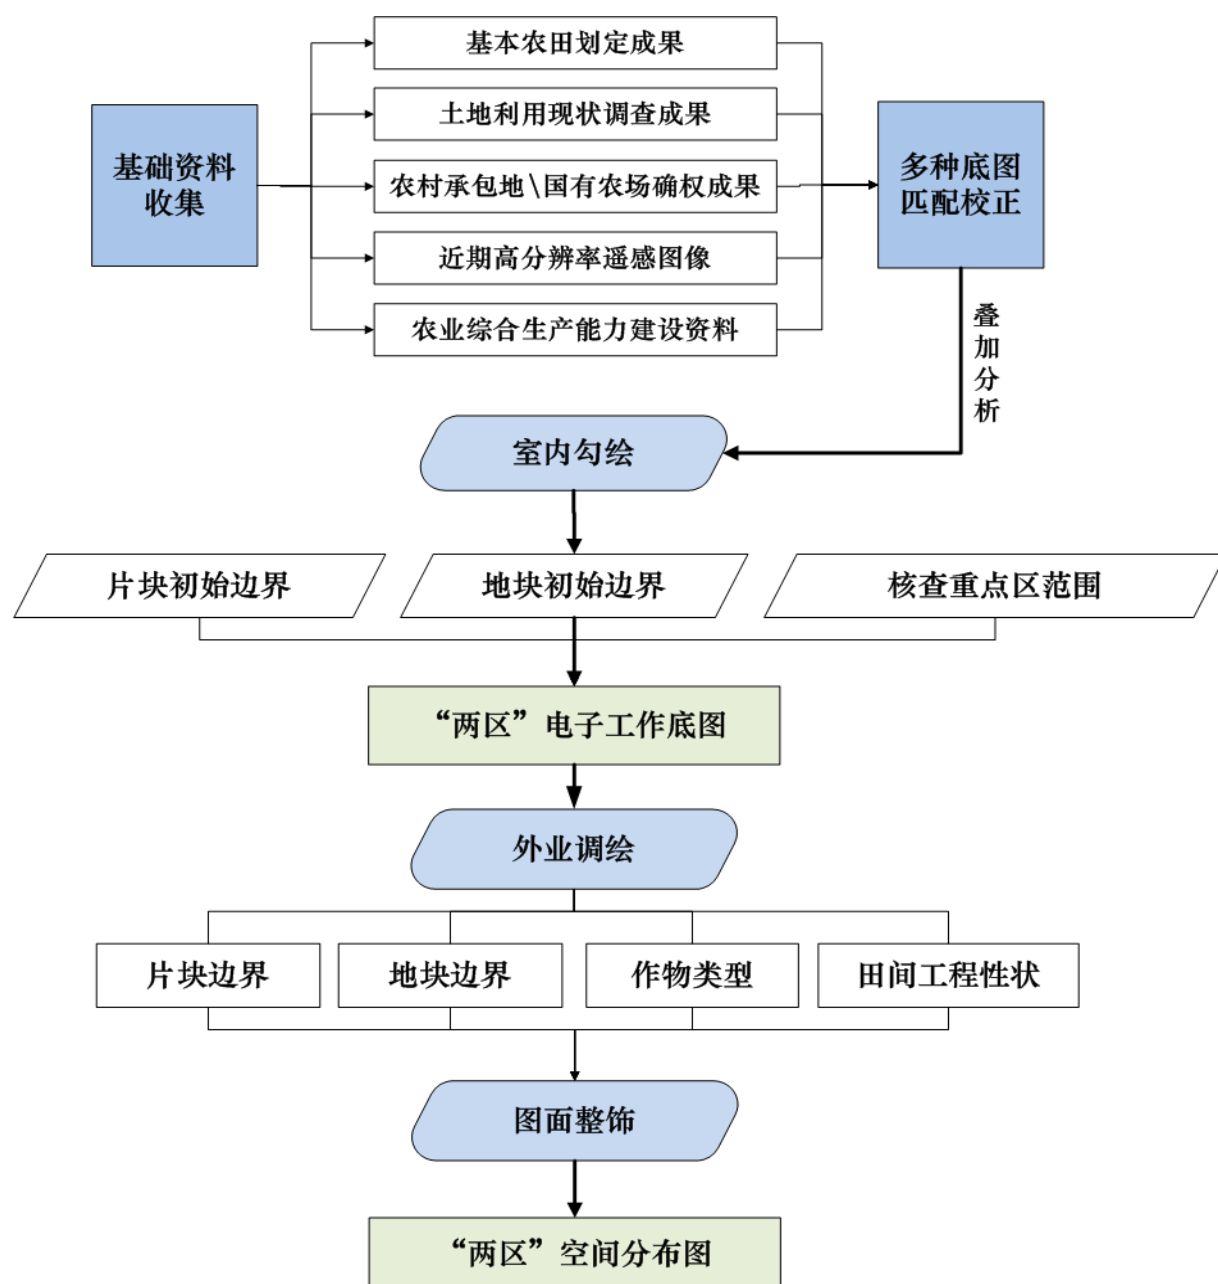 基本农田划定成果
土地利用现状调查成果
基础资料
收集
农村承包地\国有农场确权成果
多种底图
匹配校正
近期高分辨率遥感图像
农业综合生产能力建设资料
叠加分析
室内勾绘
片块初始边界
地块初始边界
核查重点区范围
“两区”电子工作底图
外业调绘
片块边界
地块边界
作物类型
田间工程性状
图面整饰
“两区”空间分布图